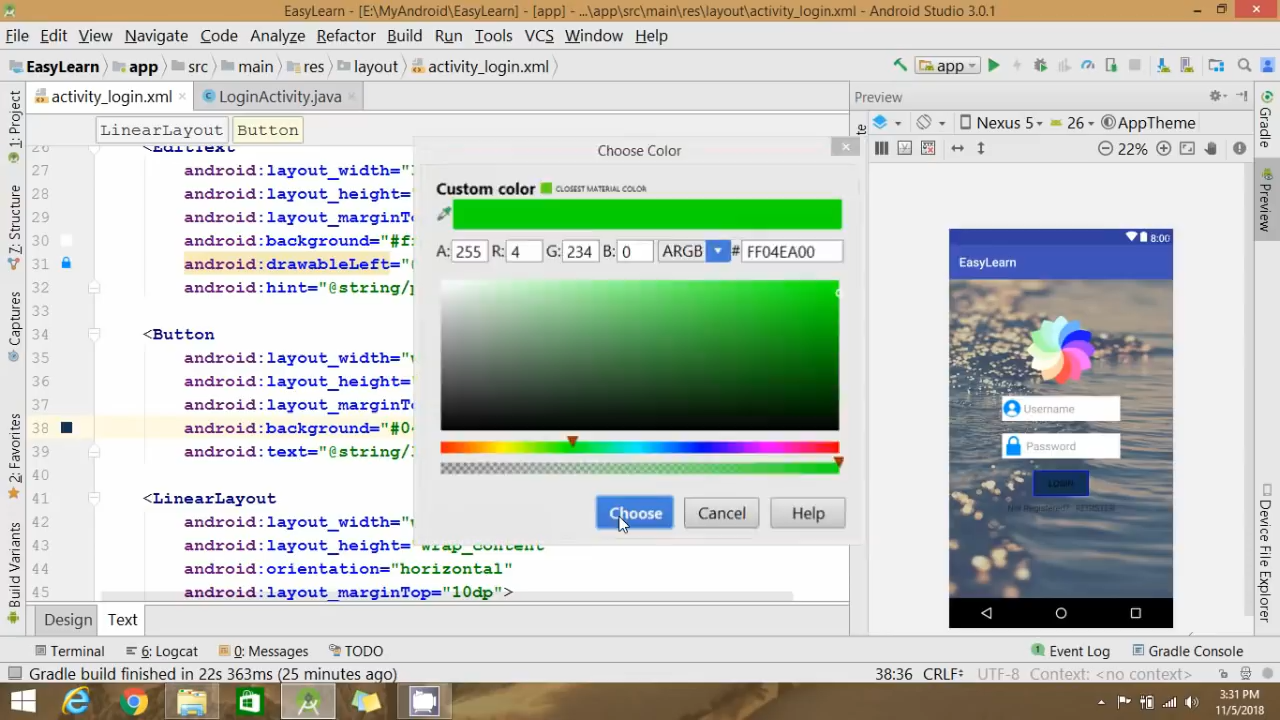 EasyLearn - [E:\MyAndroid\EasyLearn] - [app] - ...\app\src\main\res\layout\activity_login.xml - Android Studio 3.0.1
File Edit View Navigate Code Analyze Refactor Build Run Tools VCS Window Help
EasyLearn app src main res layout activity_login.xml app
activity_login.xml LoginActivity.java
LinearLayout Button
26 <EditText
27 android:layout_width="
28 android:layout_height="
29 android:layout_marginTo
30 android:background="#f
31 android:drawableLeft="
32 android:hint="@string/p
33
34 <Button
35 android:layout_width="
36 android:layout_height="
37 android:layout_marginTo
38 android:background="#0
39 android:text="@string/
40
41 <LinearLayout
42 android:layout_width="
43 android:layout_height="wrap_content"
44 android:orientation="horizontal"
45 android:layout_marginTop="10dp">
Design Text
Choose Color
Custom color CLOSEST MATERIAL COLOR
A: 255 R: 4 G: 234 B: 0 ARGB # FF04EA00
Choose Cancel Help
Preview
Nexus 5 26 AppTheme
22%
8:00
EasyLearn
Username
Password
LOGIN
Not Registered? REGISTER
1: Project
7: Structure
Captures
2: Favorites
Build Variants
Gradle
Preview
Device File Explorer
Terminal 6: Logcat 0: Messages TODO Event Log Gradle Console
Gradle build finished in 22s 363ms (25 minutes ago) 38:36 CRLF UTF-8 Context: <no context>
3:31 PM
11/5/2018